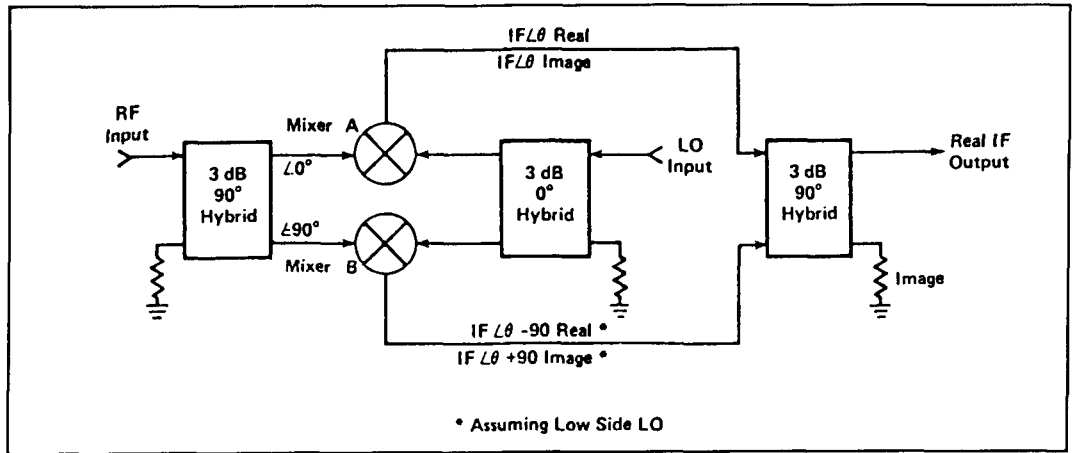 IF∠θ Real
IF∠θ Image
RF
Input
Mixer A
∠0°
3 dB
90°
Hybrid
∠90°
Mixer B
3 dB
0°
Hybrid
LO
Input
3 dB
90°
Hybrid
Real IF
Output
Image
IF ∠θ -90 Real *
IF ∠θ +90 Image *
* Assuming Low Side LO